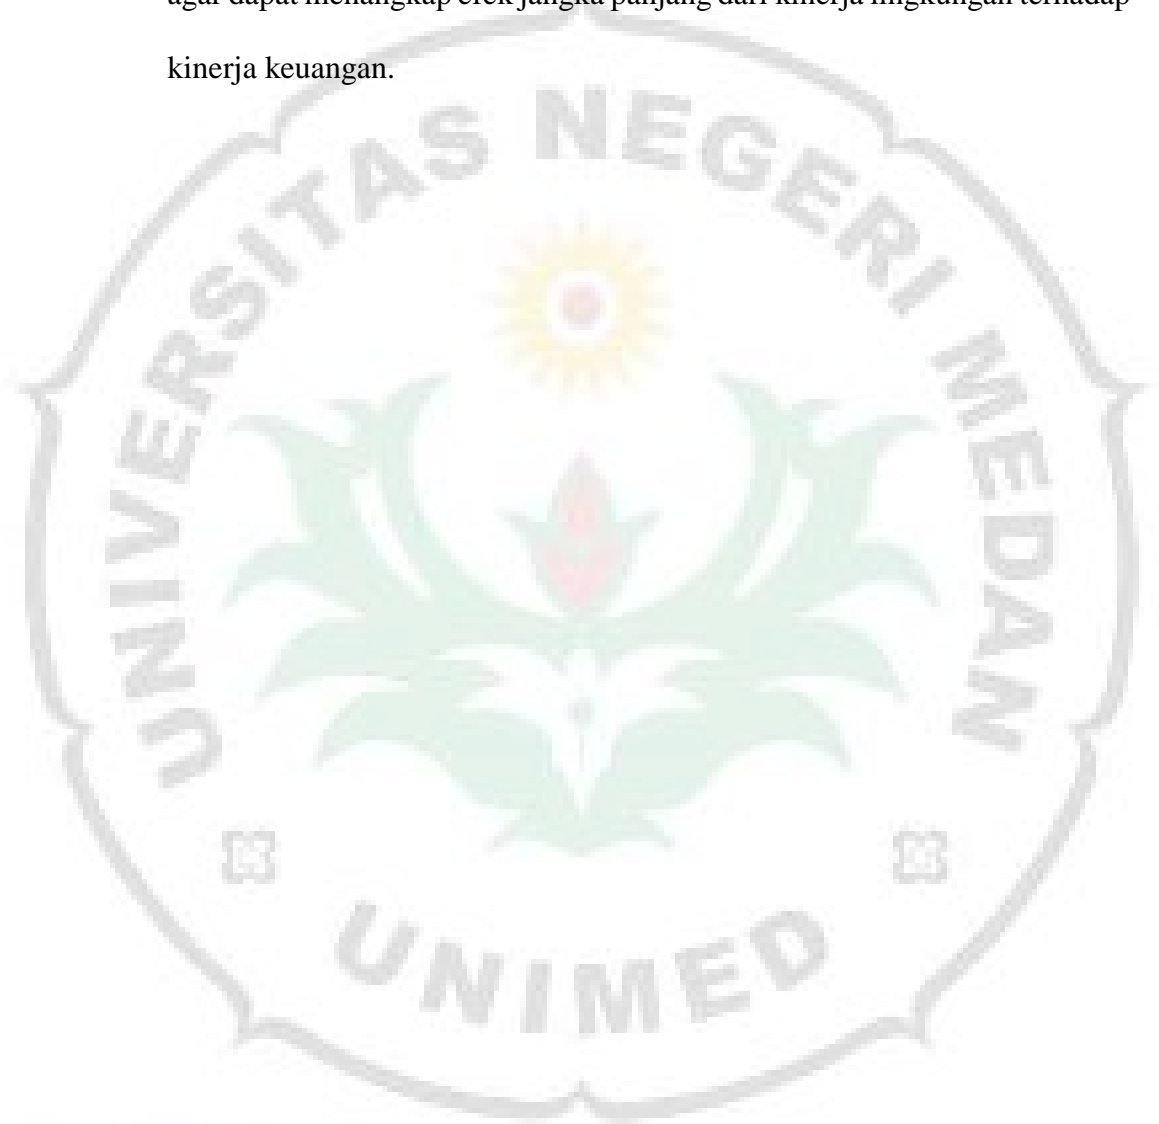 agar dapat menangkap efek jangka panjang dari kinerja lingkungan terhadap
kinerja keuangan.
UNIVERSITAS NEGERI MEDAN
UNIMED